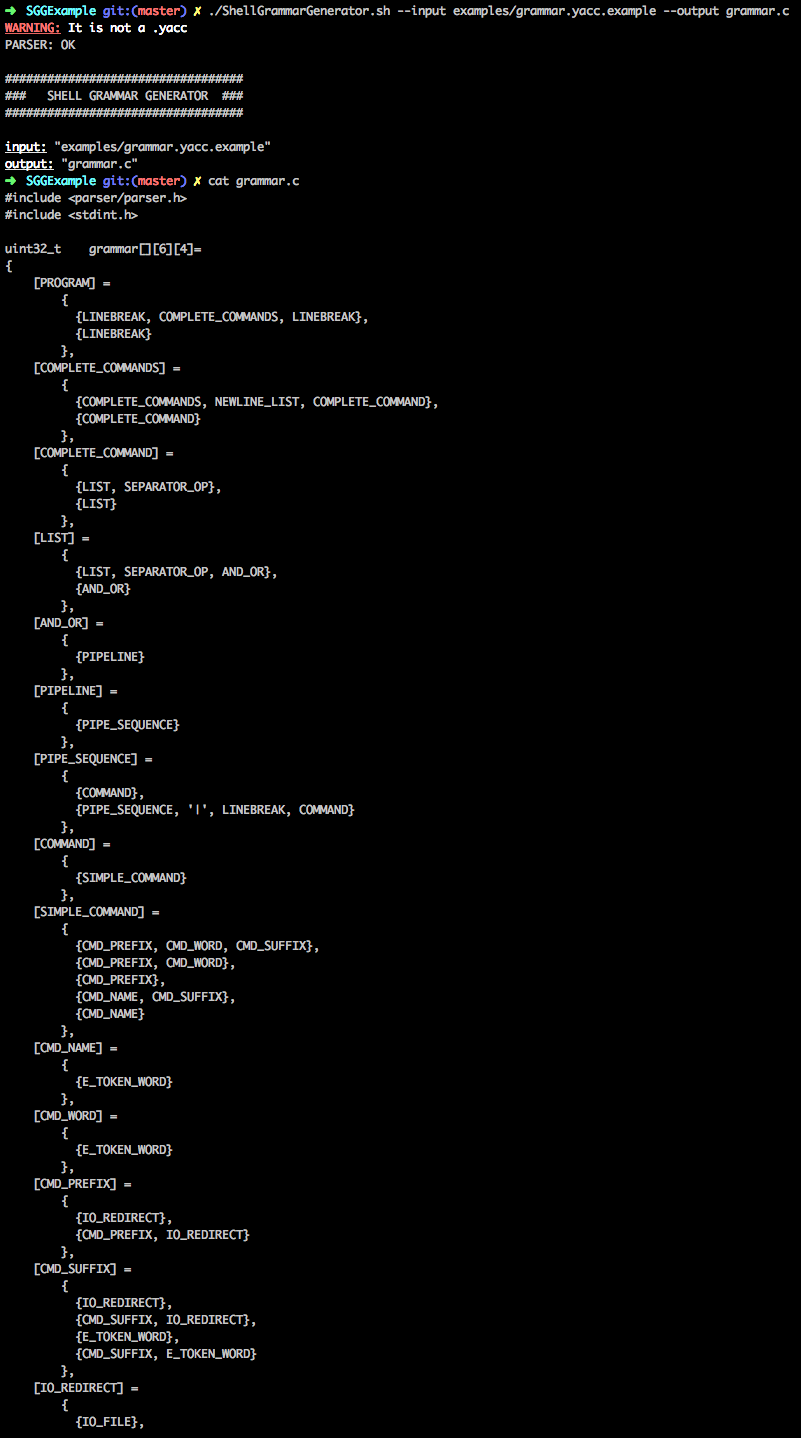 ➜  SGGExample git:(master) ✗ ./ShellGrammarGenerator.sh --input examples/grammar.yacc.example --output grammar.c
WARNING: It is not a .yacc
PARSER: OK

##################################
###   SHELL GRAMMAR GENERATOR  ###
##################################

input: "examples/grammar.yacc.example"
output: "grammar.c"
➜  SGGExample git:(master) ✗ cat grammar.c
#include <parser/parser.h>
#include <stdint.h>

uint32_t    grammar[][6][4]=
{
    [PROGRAM] =
        {
          {LINEBREAK, COMPLETE_COMMANDS, LINEBREAK},
          {LINEBREAK}
        },
    [COMPLETE_COMMANDS] =
        {
          {COMPLETE_COMMANDS, NEWLINE_LIST, COMPLETE_COMMAND},
          {COMPLETE_COMMAND}
        },
    [COMPLETE_COMMAND] =
        {
          {LIST, SEPARATOR_OP},
          {LIST}
        },
    [LIST] =
        {
          {LIST, SEPARATOR_OP, AND_OR},
          {AND_OR}
        },
    [AND_OR] =
        {
          {PIPELINE}
        },
    [PIPELINE] =
        {
          {PIPE_SEQUENCE}
        },
    [PIPE_SEQUENCE] =
        {
          {COMMAND},
          {PIPE_SEQUENCE, '|', LINEBREAK, COMMAND}
        },
    [COMMAND] =
        {
          {SIMPLE_COMMAND}
        },
    [SIMPLE_COMMAND] =
        {
          {CMD_PREFIX, CMD_WORD, CMD_SUFFIX},
          {CMD_PREFIX, CMD_WORD},
          {CMD_PREFIX},
          {CMD_NAME, CMD_SUFFIX},
          {CMD_NAME}
        },
    [CMD_NAME] =
        {
          {E_TOKEN_WORD}
        },
    [CMD_WORD] =
        {
          {E_TOKEN_WORD}
        },
    [CMD_PREFIX] =
        {
          {IO_REDIRECT},
          {CMD_PREFIX, IO_REDIRECT}
        },
    [CMD_SUFFIX] =
        {
          {IO_REDIRECT},
          {CMD_SUFFIX, IO_REDIRECT},
          {E_TOKEN_WORD},
          {CMD_SUFFIX, E_TOKEN_WORD}
        },
    [IO_REDIRECT] =
        {
          {IO_FILE},